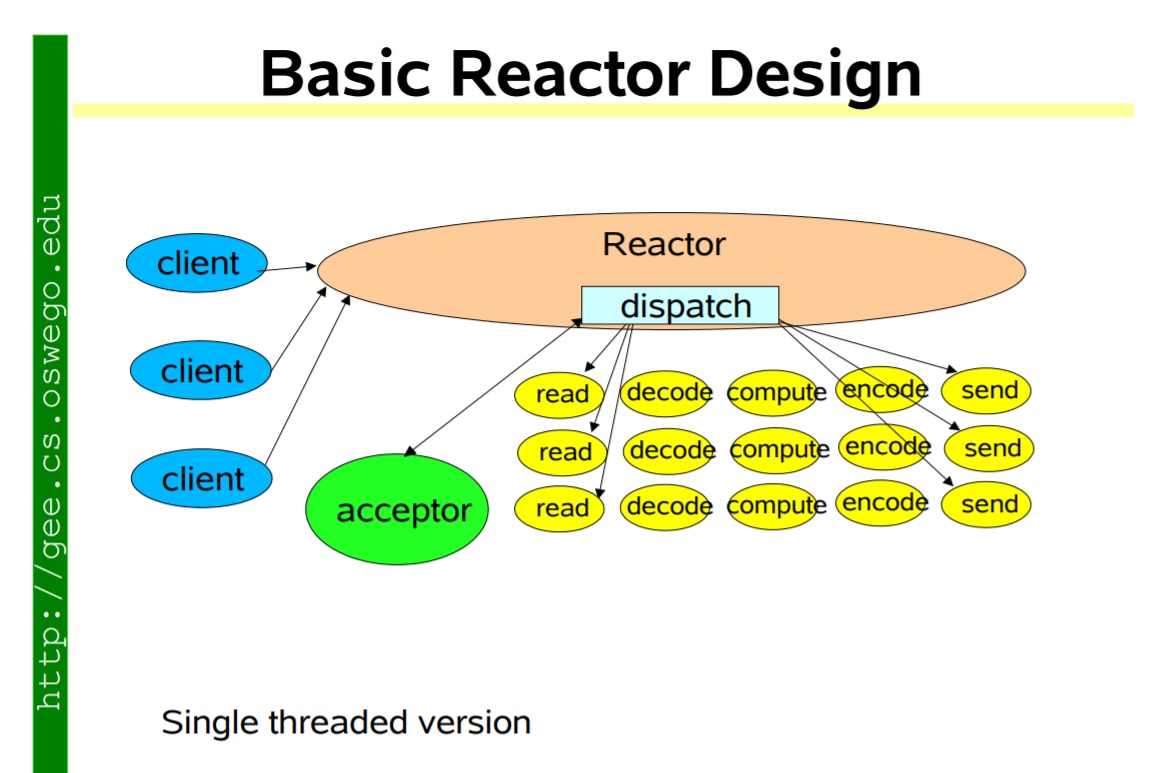 Basic Reactor Design
http://gee.cs.oswego.edu
client
Reactor
dispatch
client
client
acceptor
read decode compute encode send
read decode compute encode send
read decode compute encode send
Single threaded version